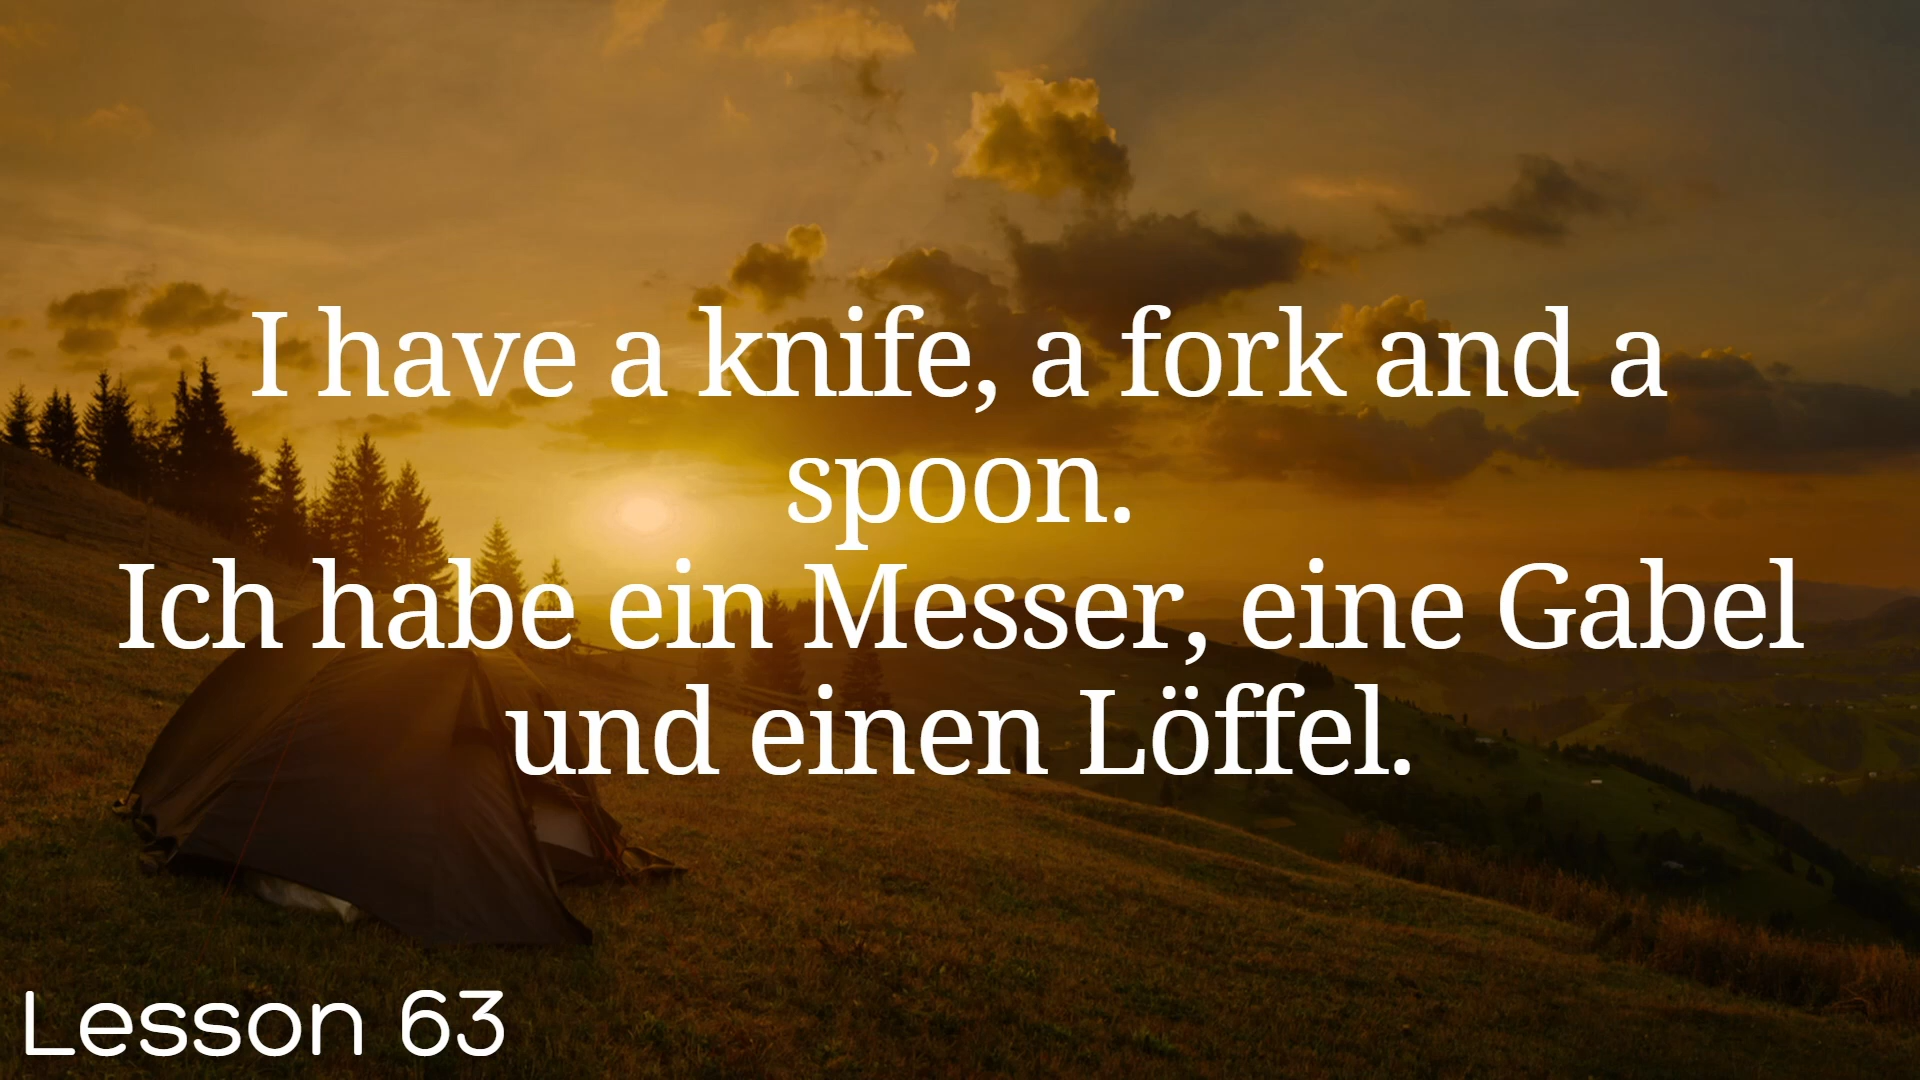 I have a knife, a fork and a
spoon.
Ich habe ein Messer, eine Gabel
und einen Löffel.
Lesson 63